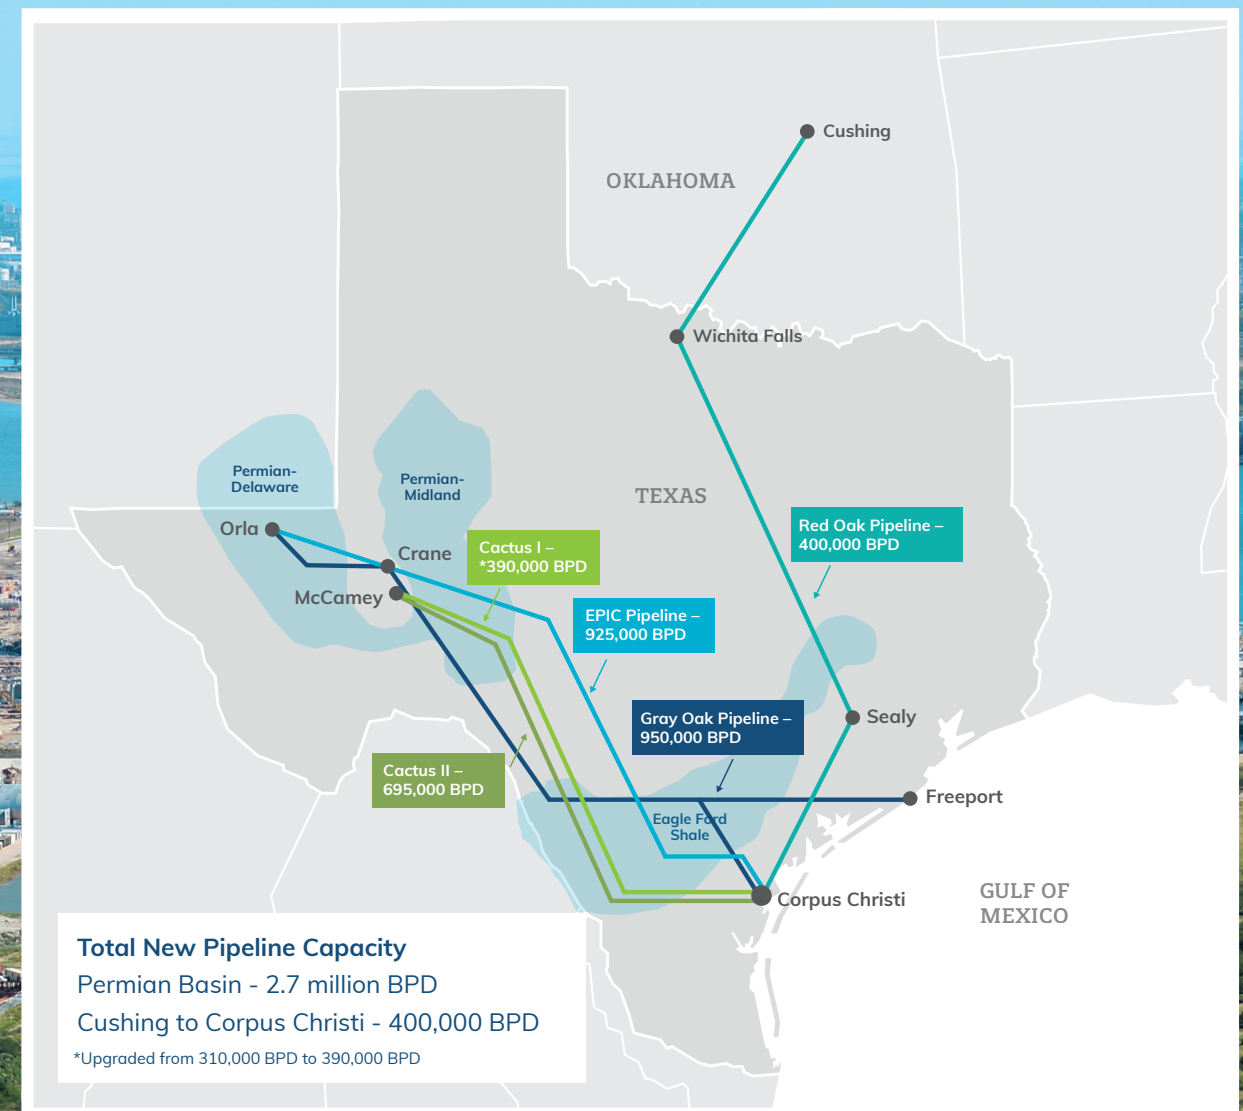 Cushing
OKLAHOMA
Wichita Falls
Permian-
Delaware
Permian-
Midland
TEXAS
Orla
Crane
McCamey
Cactus I –
*390,000 BPD
Red Oak Pipeline –
400,000 BPD
EPIC Pipeline –
925,000 BPD
Gray Oak Pipeline –
950,000 BPD
Sealy
Cactus II –
695,000 BPD
Freeport
Eagle Ford
Shale
Corpus Christi
GULF OF
MEXICO
Total New Pipeline Capacity
Permian Basin - 2.7 million BPD
Cushing to Corpus Christi - 400,000 BPD
*Upgraded from 310,000 BPD to 390,000 BPD